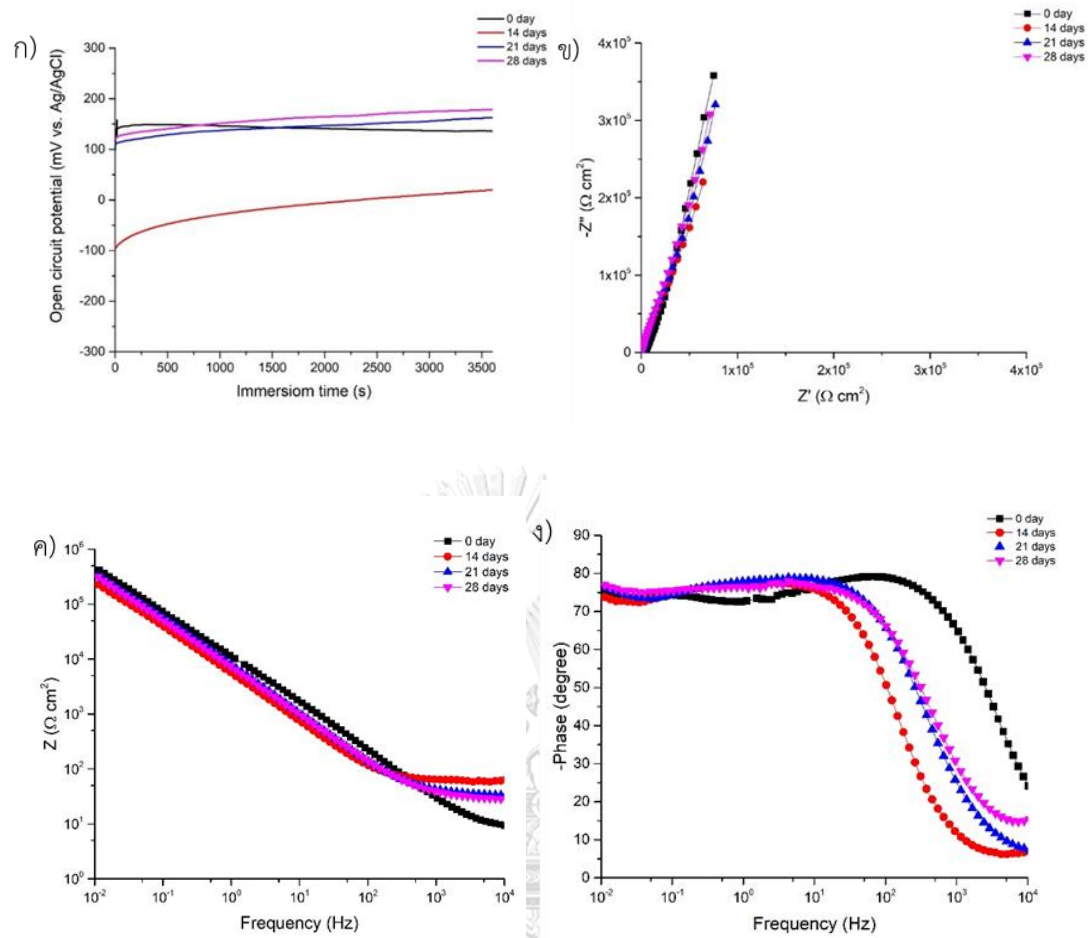 ก)
0 day
14 days
21 days
28 days
300
200
100
0
-100
-200
-300
Open circuit potential (mV vs. Ag/AgCl)
0 500 1000 1500 2000 2500 3000 3500
Immersiom time (s)
ข)
0 day
14 days
21 days
28 days
4x10⁵
3x10⁵
2x10⁵
1x10⁵
0
-Z'' (Ω cm²)
0 1x10⁵ 2x10⁵ 3x10⁵ 4x10⁵
Z' (Ω cm²)
ค)
0 day
14 days
21 days
28 days
10⁶
10⁵
10⁴
10³
10²
10¹
10⁰
Z (Ω cm²)
10⁻² 10⁻¹ 10⁰ 10¹ 10² 10³ 10⁴
Frequency (Hz)
ง)
0 day
14 days
21 days
28 days
90
80
70
60
50
40
30
20
10
0
-Phase (degree)
10⁻² 10⁻¹ 10⁰ 10¹ 10² 10³ 10⁴
Frequency (Hz)